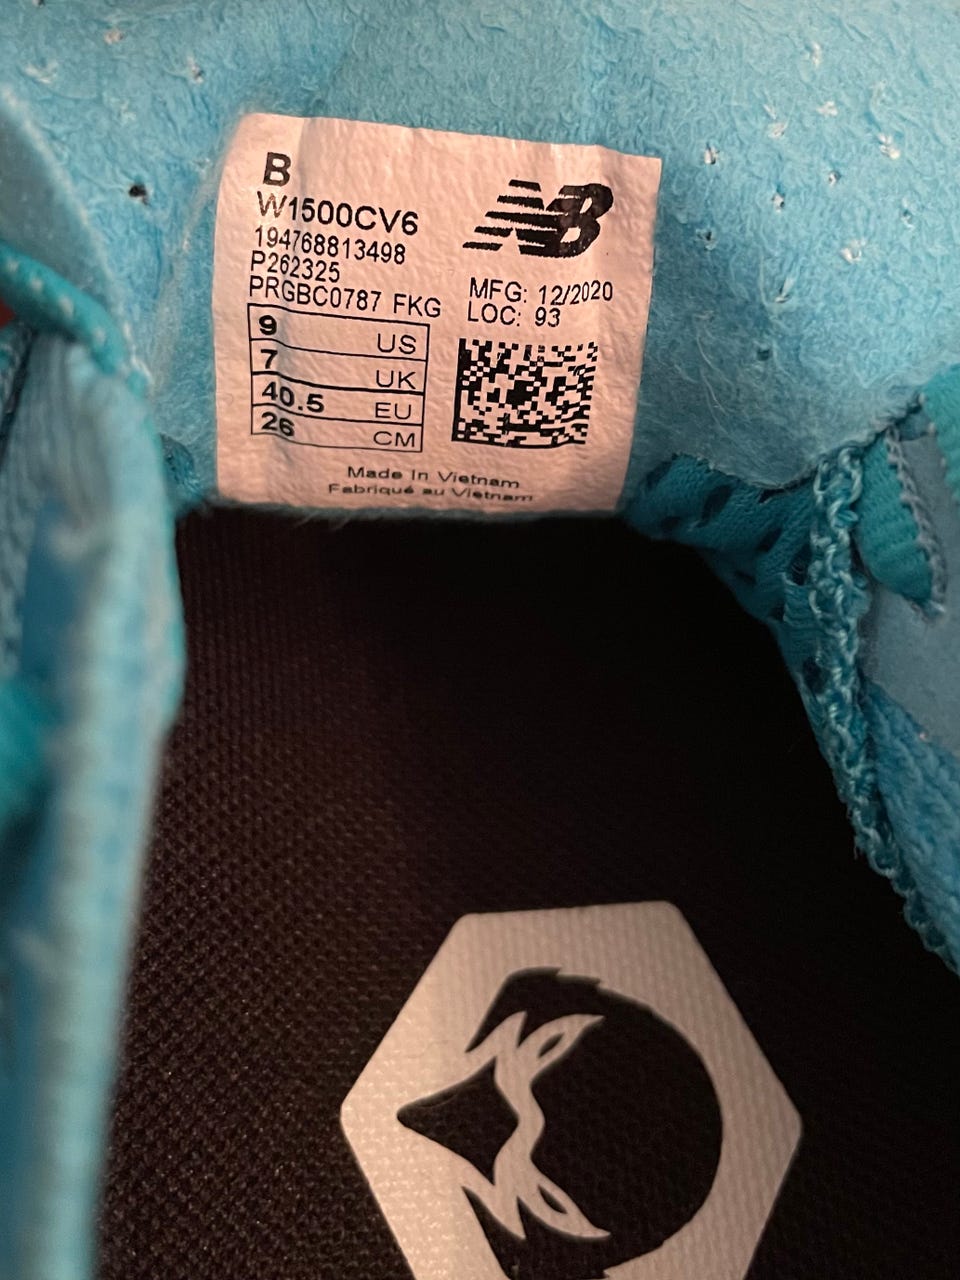 B
W1500CV6
194768813498
P262325
PRGBC0787 FKG
NB
MFG: 12/2020
LOC: 93
9 US
7 UK
40.5 EU
26 CM
Made In Vietnam
Fabriqué au Vietnam